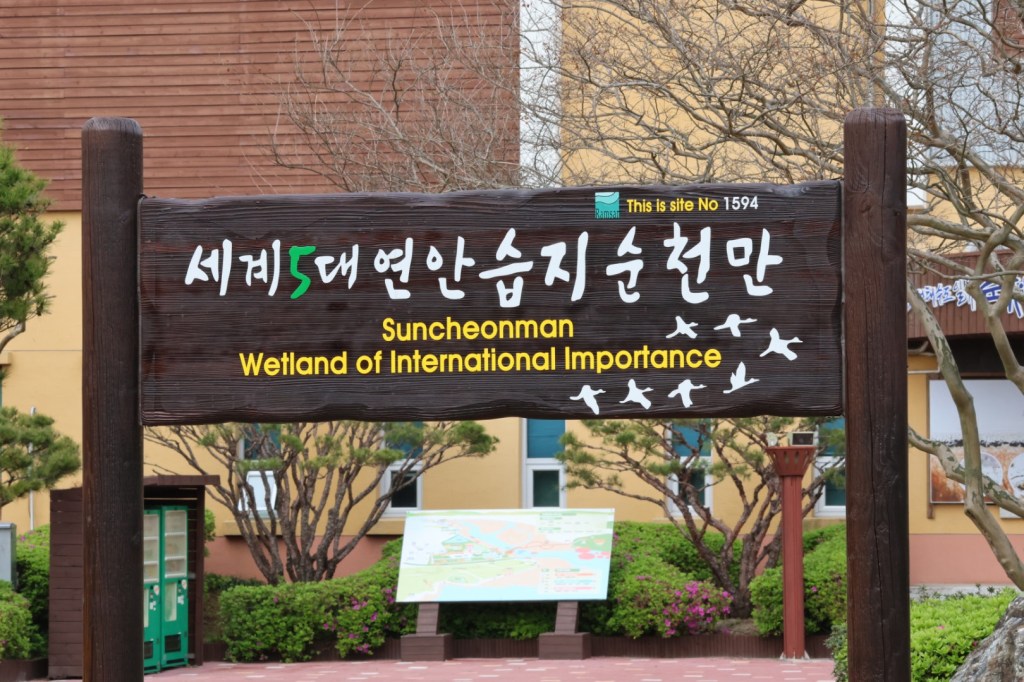 Ramsar This is site No 1594
세계5대연안습지순천만
Suncheonman
Wetland of International Importance